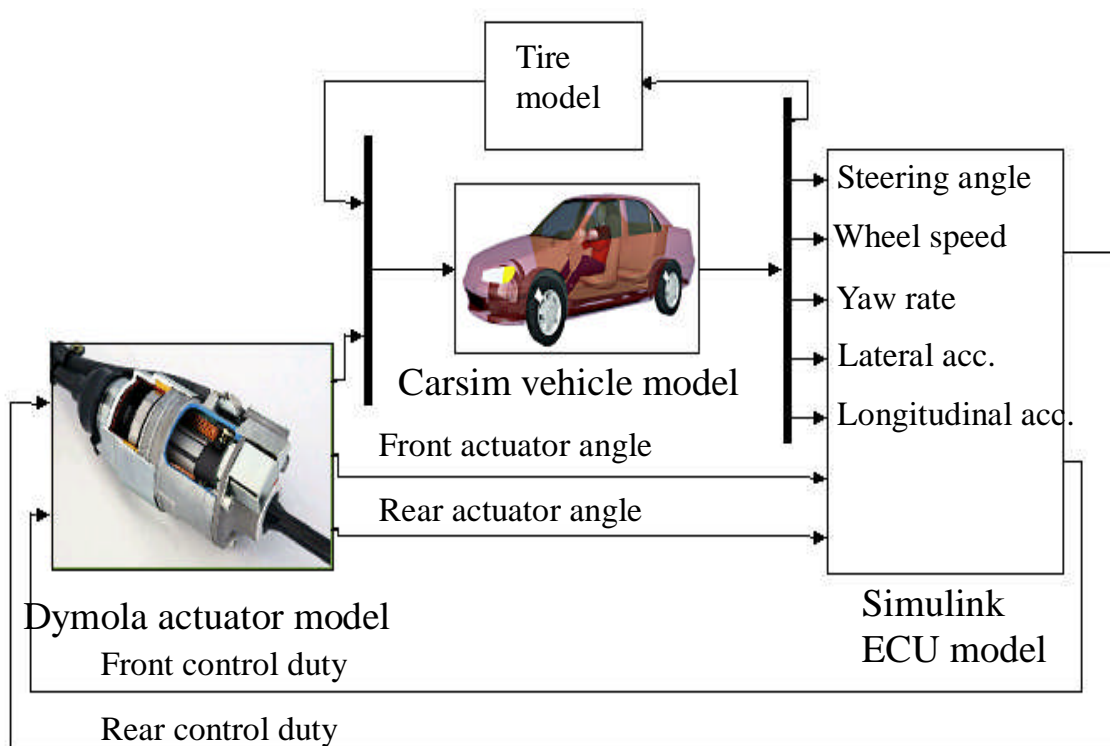 Tire
model
Steering angle
Wheel speed
Yaw rate
Lateral acc.
Longitudinal acc.
Carsim vehicle model
Front actuator angle
Rear actuator angle
Dymola actuator model
Simulink
ECU model
Front control duty
Rear control duty